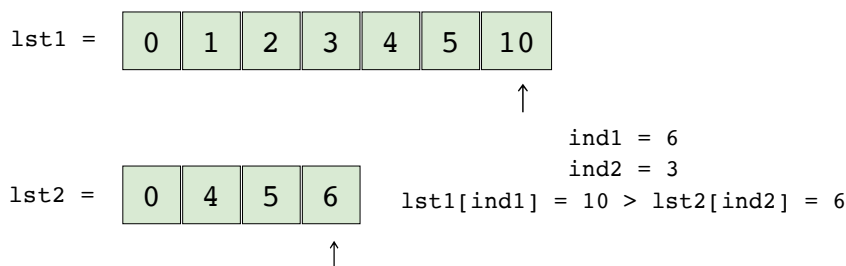 lst1 = 0 1 2 3 4 5 10
↑
ind1 = 6
ind2 = 3
lst2 = 0 4 5 6
lst1[ind1] = 10 > lst2[ind2] = 6
↑